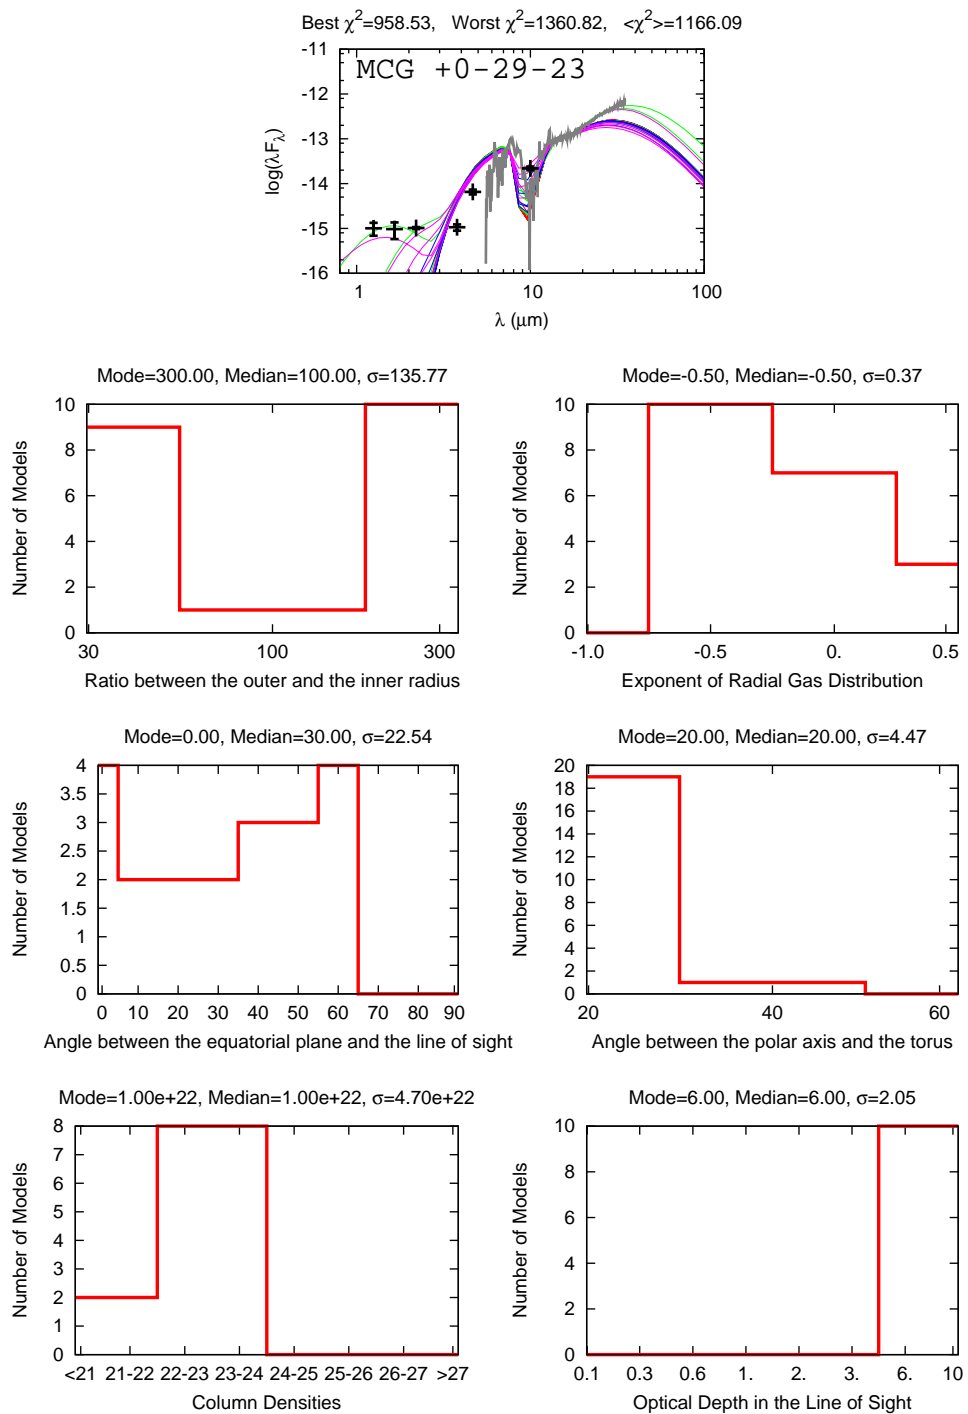 Best χ²=958.53,   Worst χ²=1360.82,   <χ²>=1166.09
MCG +0-29-23
log(λFλ)
-11
-12
-13
-14
-15
-16
1 10 100
λ (μm)
Mode=300.00, Median=100.00, σ=135.77
Number of Models
10
8
6
4
2
0
30 100 300
Ratio between the outer and the inner radius
Mode=-0.50, Median=-0.50, σ=0.37
Number of Models
10
8
6
4
2
0
-1.0 -0.5 0. 0.5
Exponent of Radial Gas Distribution
Mode=0.00, Median=30.00, σ=22.54
Number of Models
4
3.5
3
2.5
2
1.5
1
0.5
0
0 10 20 30 40 50 60 70 80 90
Angle between the equatorial plane and the line of sight
Mode=20.00, Median=20.00, σ=4.47
Number of Models
20
18
16
14
12
10
8
6
4
2
0
20 40 60
Angle between the polar axis and the torus
Mode=1.00e+22, Median=1.00e+22, σ=4.70e+22
Number of Models
8
7
6
5
4
3
2
1
0
<21 21-22 22-23 23-24 24-25 25-26 26-27 >27
Column Densities
Mode=6.00, Median=6.00, σ=2.05
Number of Models
10
8
6
4
2
0
0.1 0.3 0.6 1. 2. 3. 6. 10
Optical Depth in the Line of Sight